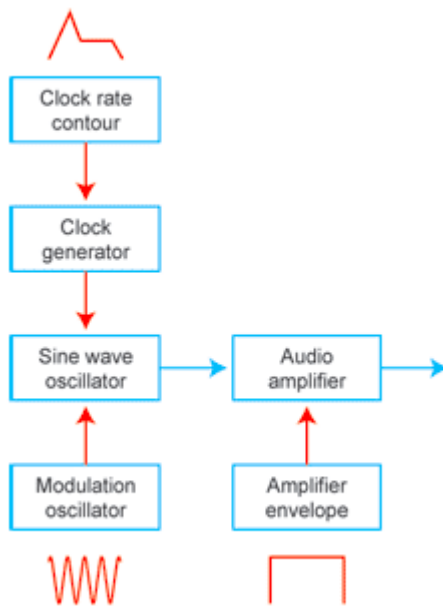 Clock rate
contour
Clock
generator
Sine wave
oscillator
Audio
amplifier
Modulation
oscillator
Amplifier
envelope